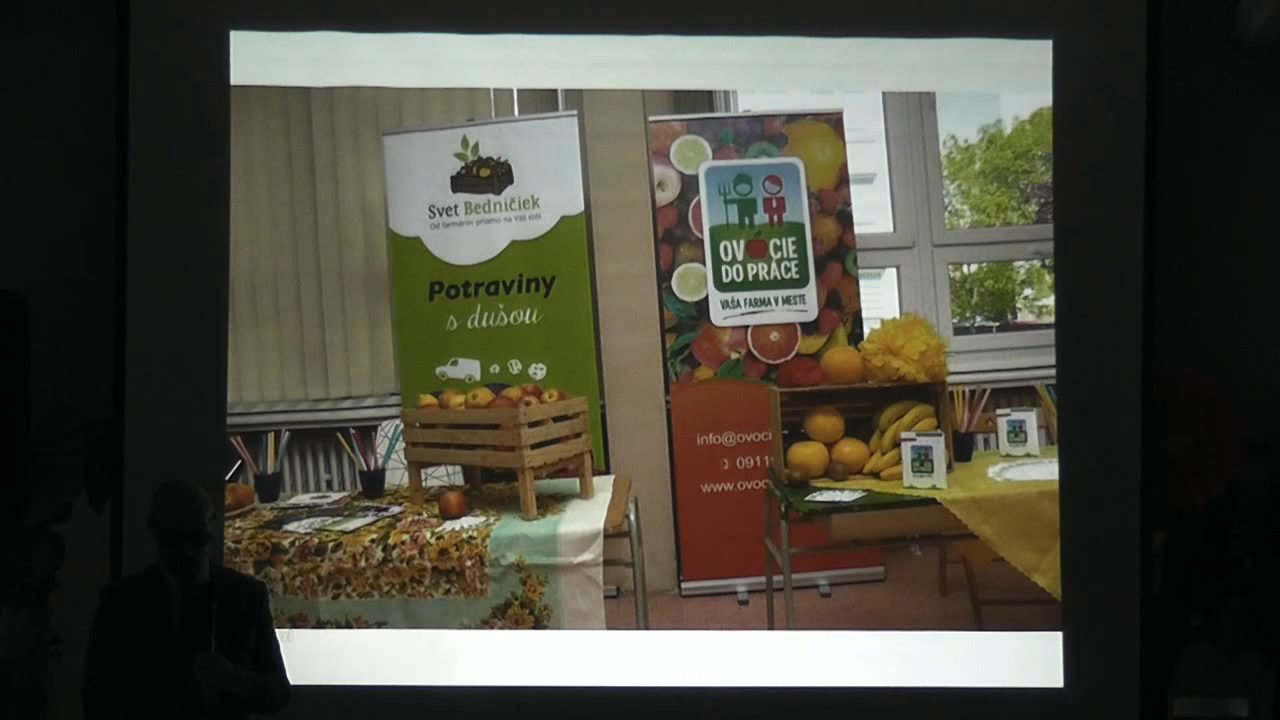 Svet Bedničiek
Od farmárov priamo na Váš stôl
Potraviny
s dušou
OVOCIE
DO PRÁCE
VAŠA FARMA V MESTE
info@ovoci
0911
www.ovoc